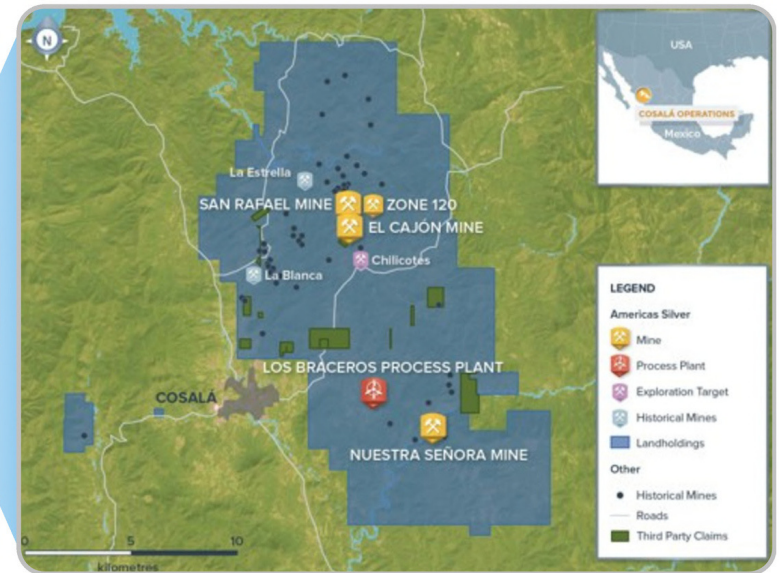 N
USA
COSALÁ OPERATIONS
Mexico
La Estrella
SAN RAFAEL MINE
ZONE 120
EL CAJÓN MINE
Chilicotes
La Blanca
LOS BRACEROS PROCESS PLANT
COSALÁ
NUESTRA SEÑORA MINE
0 5 10
kilometres
LEGEND
Americas Silver
Mine
Process Plant
Exploration Target
Historical Mines
Landholdings
Other
Historical Mines
Roads
Third Party Claims